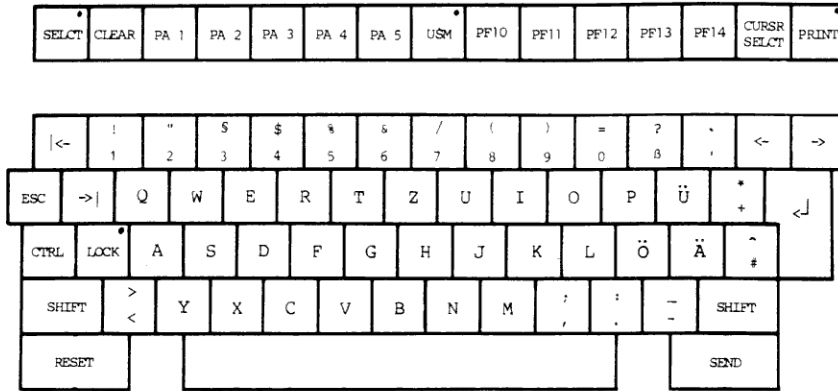 SELCT CLEAR PA 1 PA 2 PA 3 PA 4 PA 5 USM PF10 PF11 PF12 PF13 PF14 CURSR SELCT PRINT
! " § $ % & / ( ) = ? `
|<- 1 2 3 4 5 6 7 8 9 0 ß ' <- ->
ESC ->| Q W E R T Z U I O P Ü * +
CTRL LOCK A S D F G H J K L Ö Ä ^ #
SHIFT > < Y X C V B N M ; , : . _ - SHIFT
RESET SEND